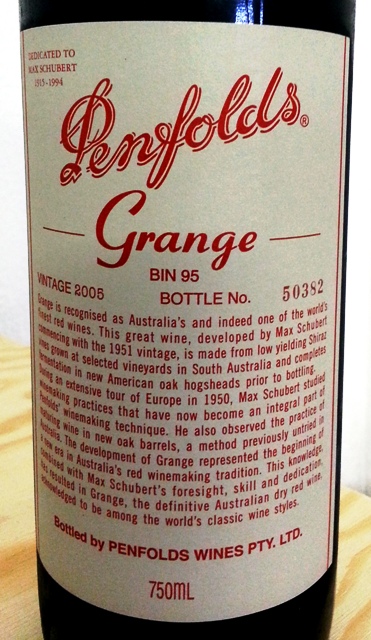 DEDICATED TO
MAX SCHUBERT
1915-1994
Penfolds®
Grange
BIN 95
VINTAGE 2005
BOTTLE No. 50382
Grange is recognised as Australia's and indeed one of the world's
finest red wines. This great wine, developed by Max Schubert
commencing with the 1951 vintage, is made from low yielding Shiraz
vines grown at selected vineyards in South Australia and completes
fermentation in new American oak hogsheads prior to bottling.
During an extensive tour of Europe in 1950, Max Schubert studied
winemaking practices that have now become an integral part of
Penfolds' winemaking technique. He also observed the practice of
maturing wine in new oak barrels, a method previously untried in
Australia. The development of Grange represented the beginning of
a new era in Australia's red winemaking tradition. This knowledge,
combined with Max Schubert's foresight, skill and dedication,
has resulted in Grange, the definitive Australian dry red wine,
acknowledged to be among the world's classic wine styles.
Bottled by PENFOLDS WINES PTY. LTD.
750ML